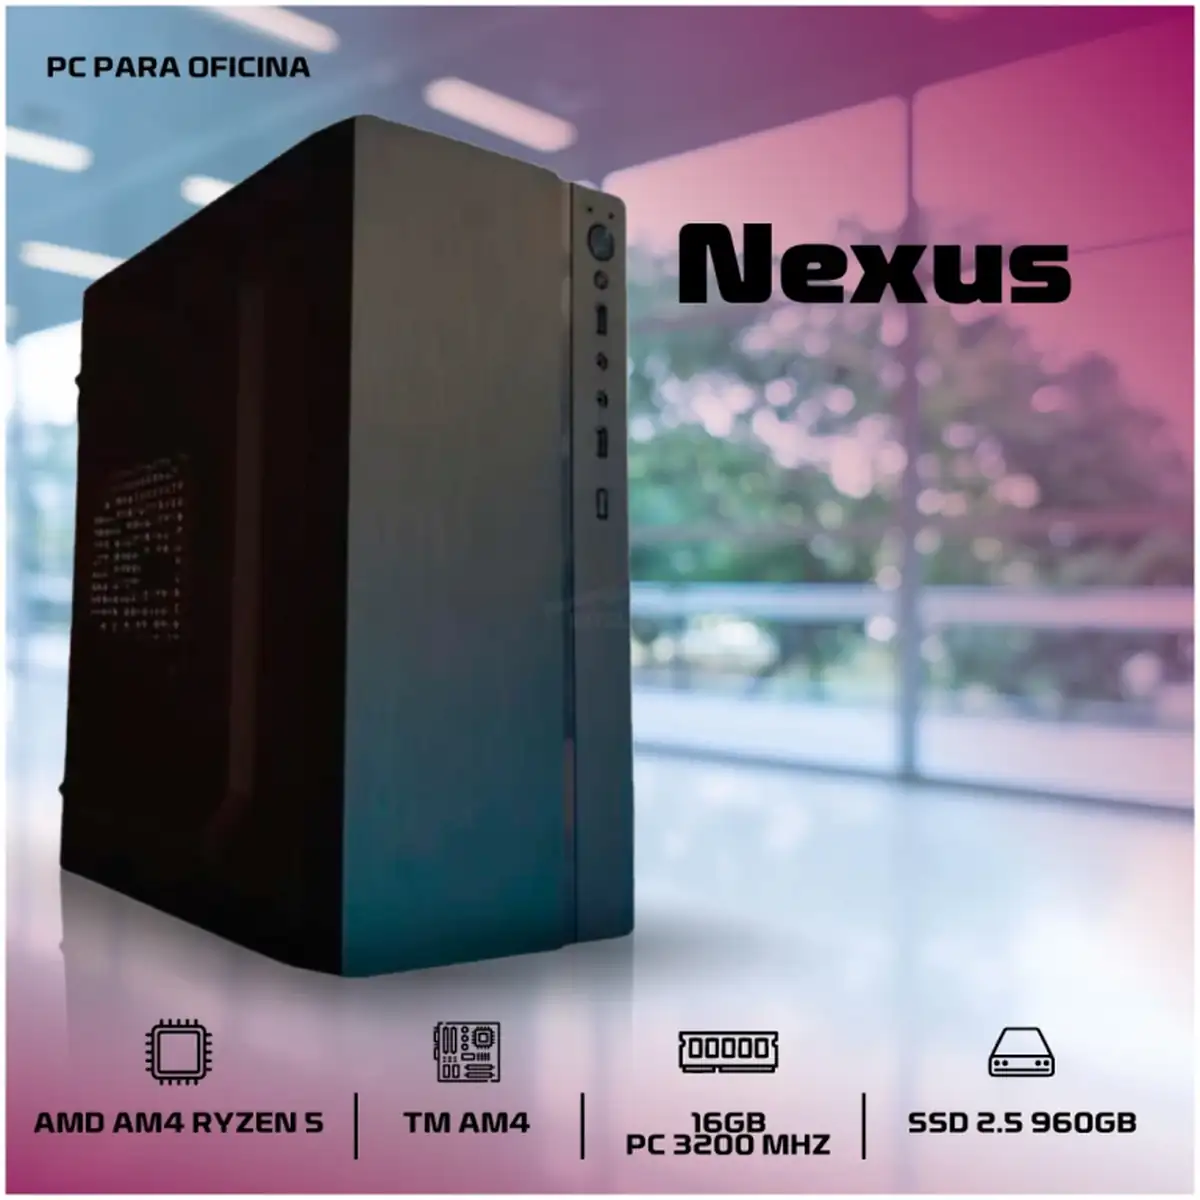 PC PARA OFICINA
Nexus
AMD AM4 RYZEN 5
TM AM4
16GB
PC 3200 MHZ
SSD 2.5 960GB